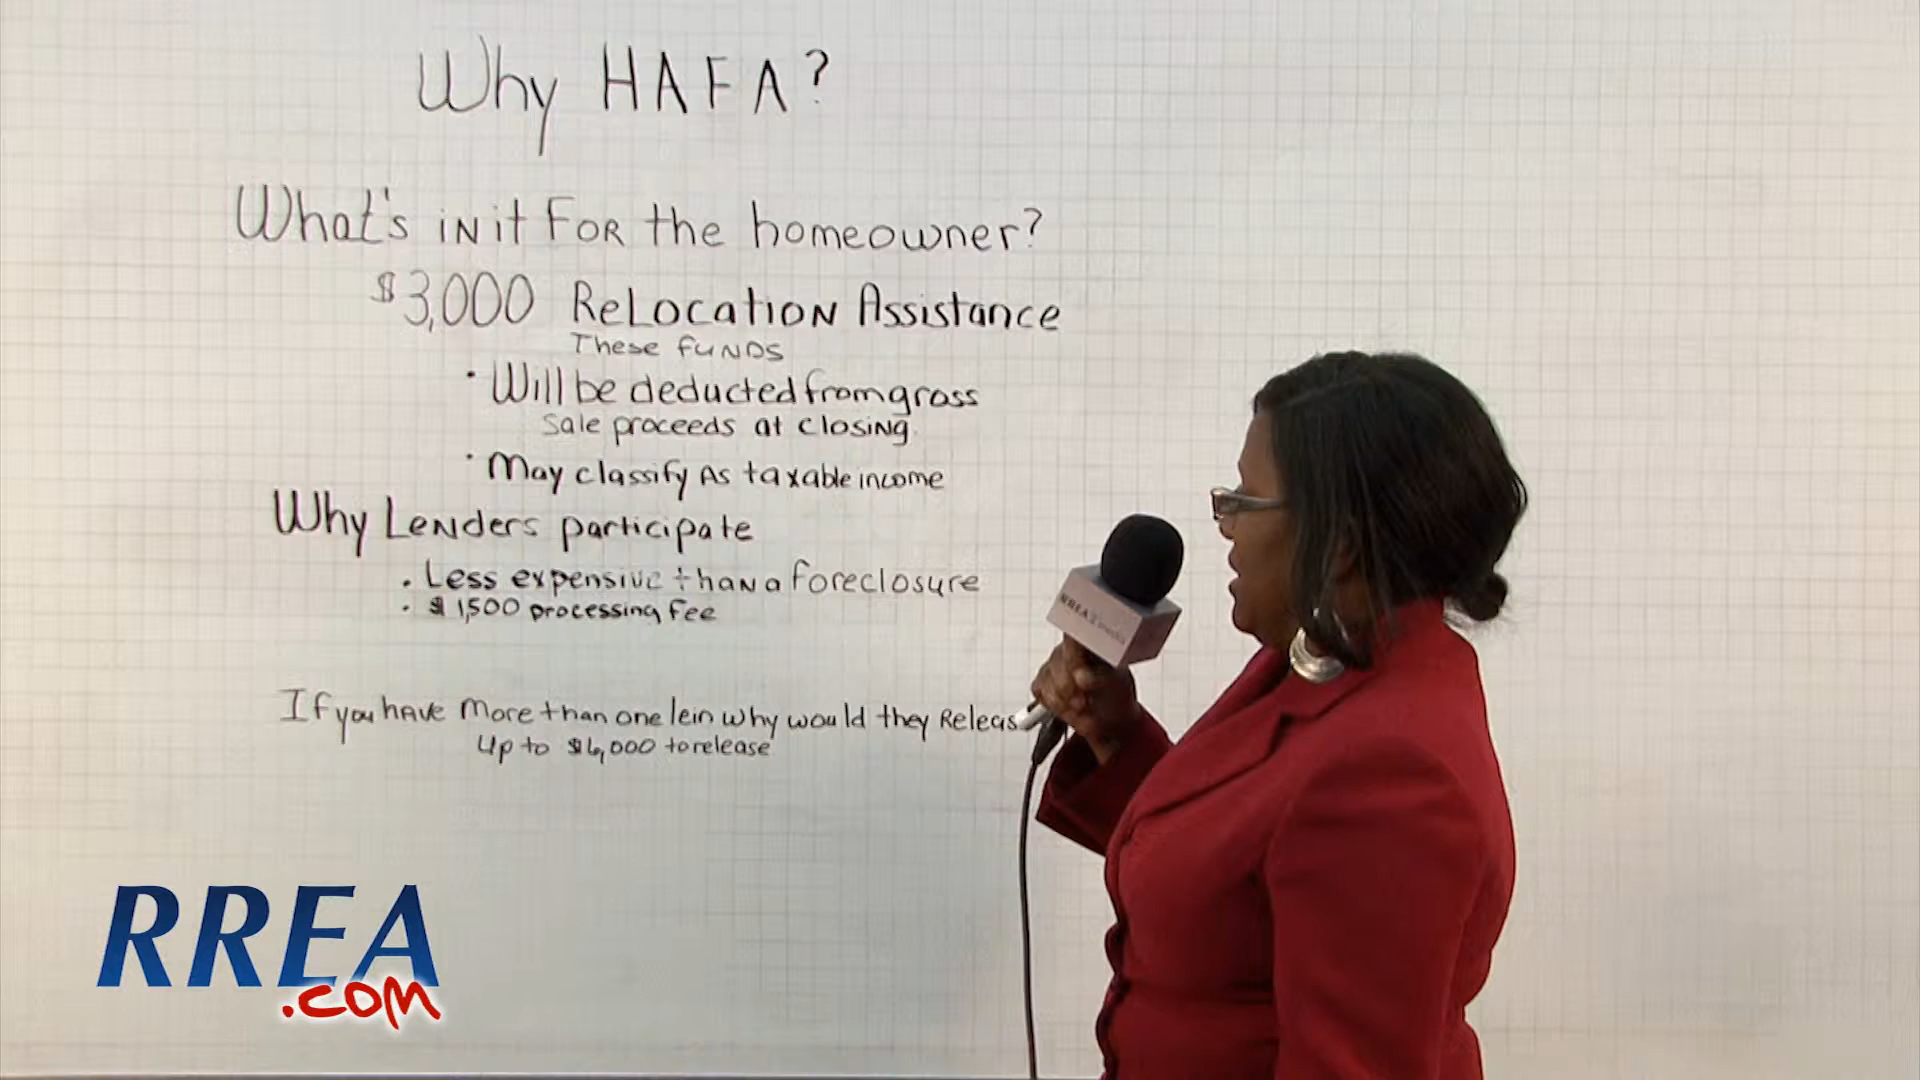 Why HAFA?
What's in it For the homeowner?
$3,000 Relocation Assistance
These funds
• Will be deducted from gross
Sale proceeds at closing.
• May classify As taxable income
Why Lenders participate
• Less expensive than a foreclosure
• $1,500 processing fee
If you have more than one lein why would they Releas
Up to $6,000 to release
RREA
RREA
.com